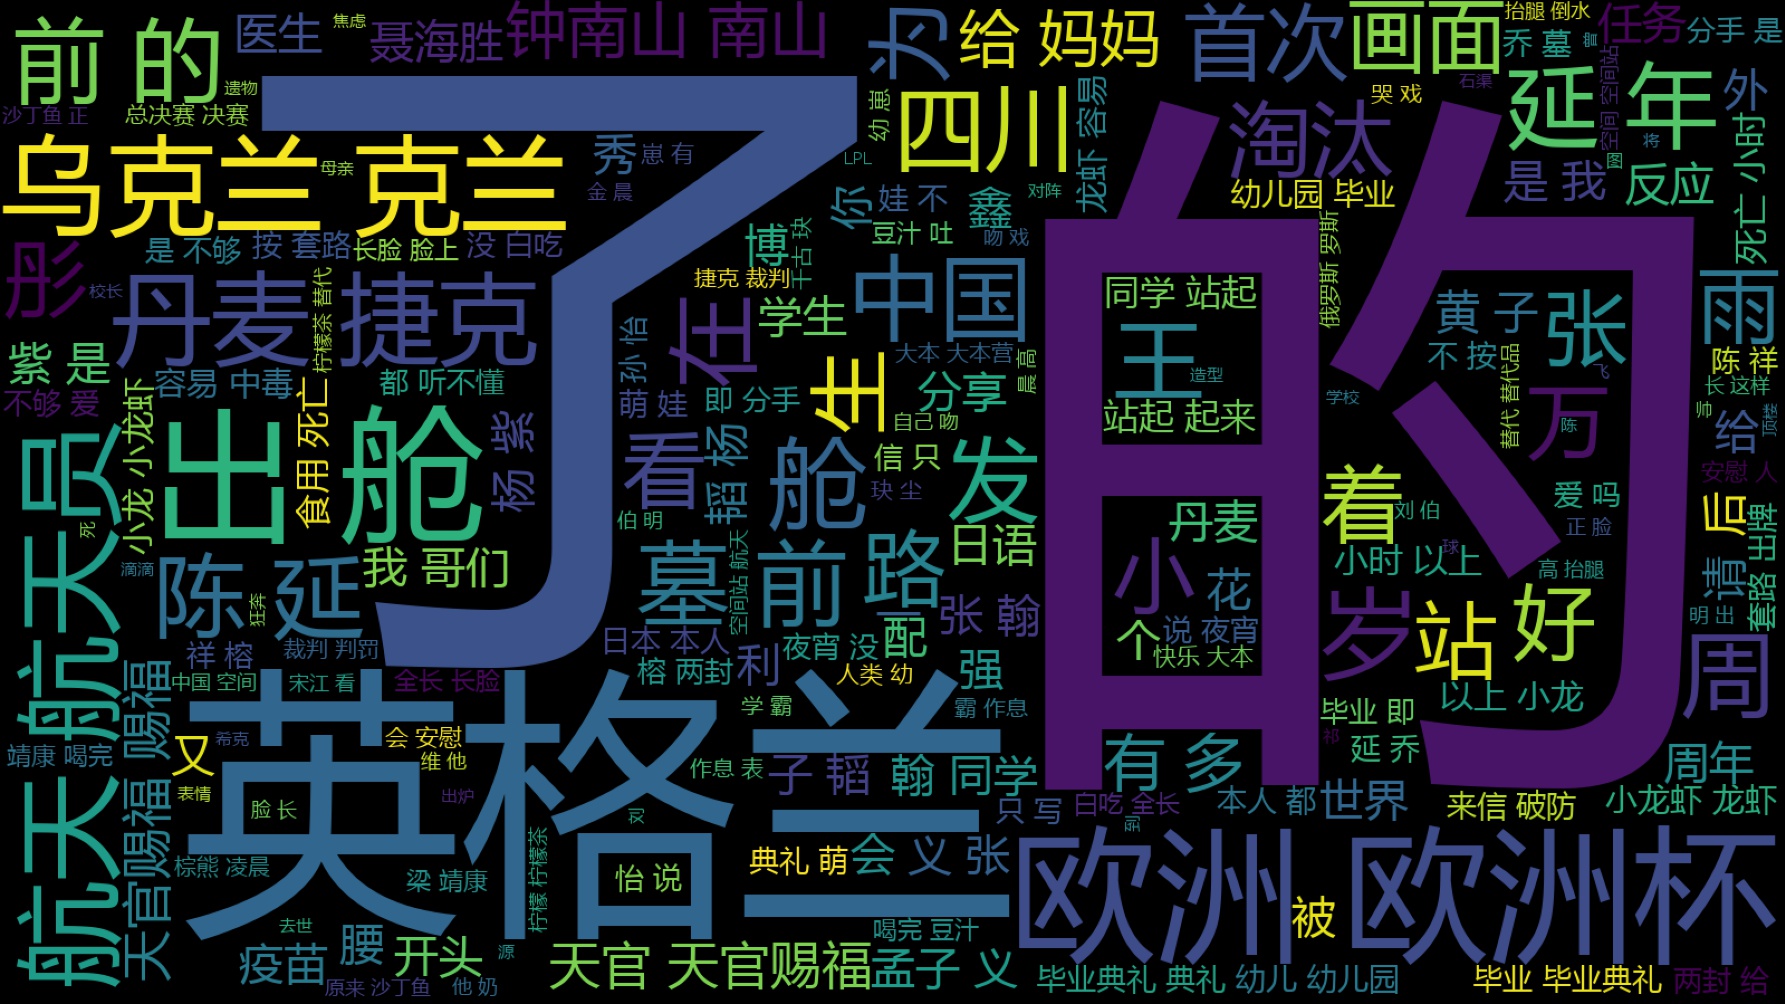 前 的
医生
焦虑
聂海胜
钟南山 南山
为
给 妈妈
首次
画面
抬腿 倒水
任务
分手 是
乔 墓
曾
沙丁鱼 正
遗物
总决赛 决赛
了
幼 崽
四川
龙虾 容易
的
淘汰
哭 戏
石渠
延 年
空间 空间站
外
死亡 小时
将
乌克兰 克兰
母亲
秀
崽 有
金 晨
LPL
你
娃 不
鑫
对阵
幼儿园 毕业
是 我
图
反应
彤
校长
是 不够
按 套路
长脸 脸上
没 白吃
博
千古 玦
豆汁 吐
吻 戏
俄罗斯 罗斯
丹麦 捷克
柠檬茶 替代
捷克 裁判
在
学生
中国
同学 站起
黄 子
张
雨
紫 是
容易 中毒
都 听不懂
孙 怡
大本 大本营
晨 高
王
造型
不 按
替代 替代品
飞
陈 祥
不够 爱
小龙 小龙虾
食用 死亡
杨 紫
萌 娃
即 分手
生
分享
自己 吻
站起 起来
学校
万
陈
长 这样
给
顶楼
航天 航天员
死
出 舱
看
韬 杨
舱
信 只
玦 尘
发
着
刘 伯
爱 吗
正 脸
安慰 人
后
滴滴
陈 延
狂奔
我 哥们
伯 明
墓
空间站 航天
前
路
日语
丹麦
小
花
小时 以上
球
高 抬腿
请
套路 出牌
祥 榕
裁判 判罚
日本 本人
一
张 翰
个
说 夜宵
快乐 大本
岁
站
好
明 出
周
中国 空间
宋江 看
全长 长脸
榕 两封
利
夜宵 没
配
人类 幼
强
以上 小龙
天官 赐福 赐福
靖康 喝完
又
希克
表情
英格兰
会 安慰
维 他
出炉
学 霸
霸 作息
有 多
毕业 即
祁
延 乔
周年
脸 长
作息 表
子 韬
翰 同学
只 写
白吃 全长
到
本人 都
世界
来信 破防
小龙虾 龙虾
棕熊 凌晨
梁 靖康
柠檬 柠檬茶
刘
怡 说
典礼 萌
会
义 张
欧洲 欧洲杯
被
去世
疫苗
腰
开头
源
原来 沙丁鱼
他 奶
天官 天官赐福
喝完 豆汁
孟子 义
毕业典礼 典礼
幼儿 幼儿园
毕业 毕业典礼
两封 给